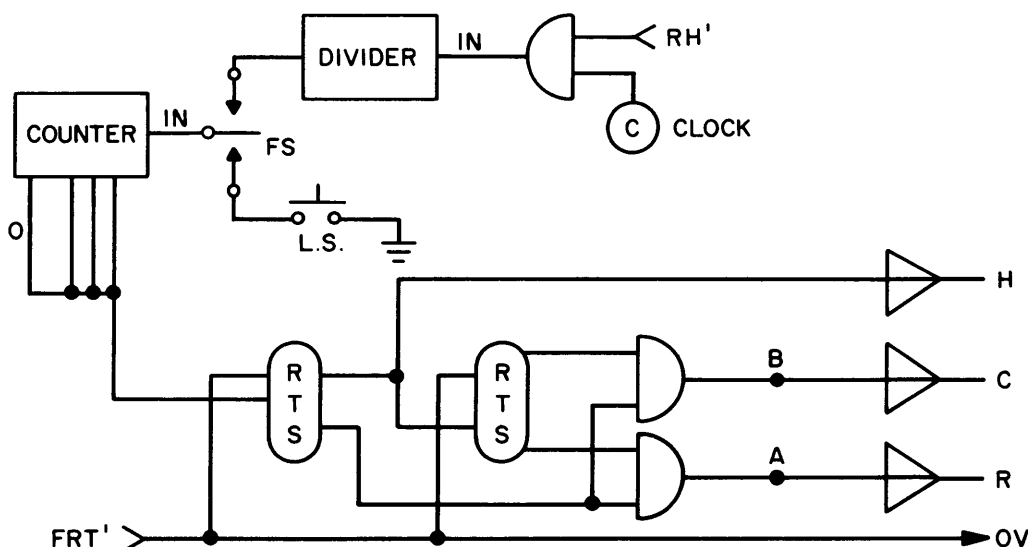 IN
RH'
DIVIDER
C
CLOCK
COUNTER
IN
FS
L.S.
O
H
R
T
S
R
T
S
B
C
A
R
FRT'
OV